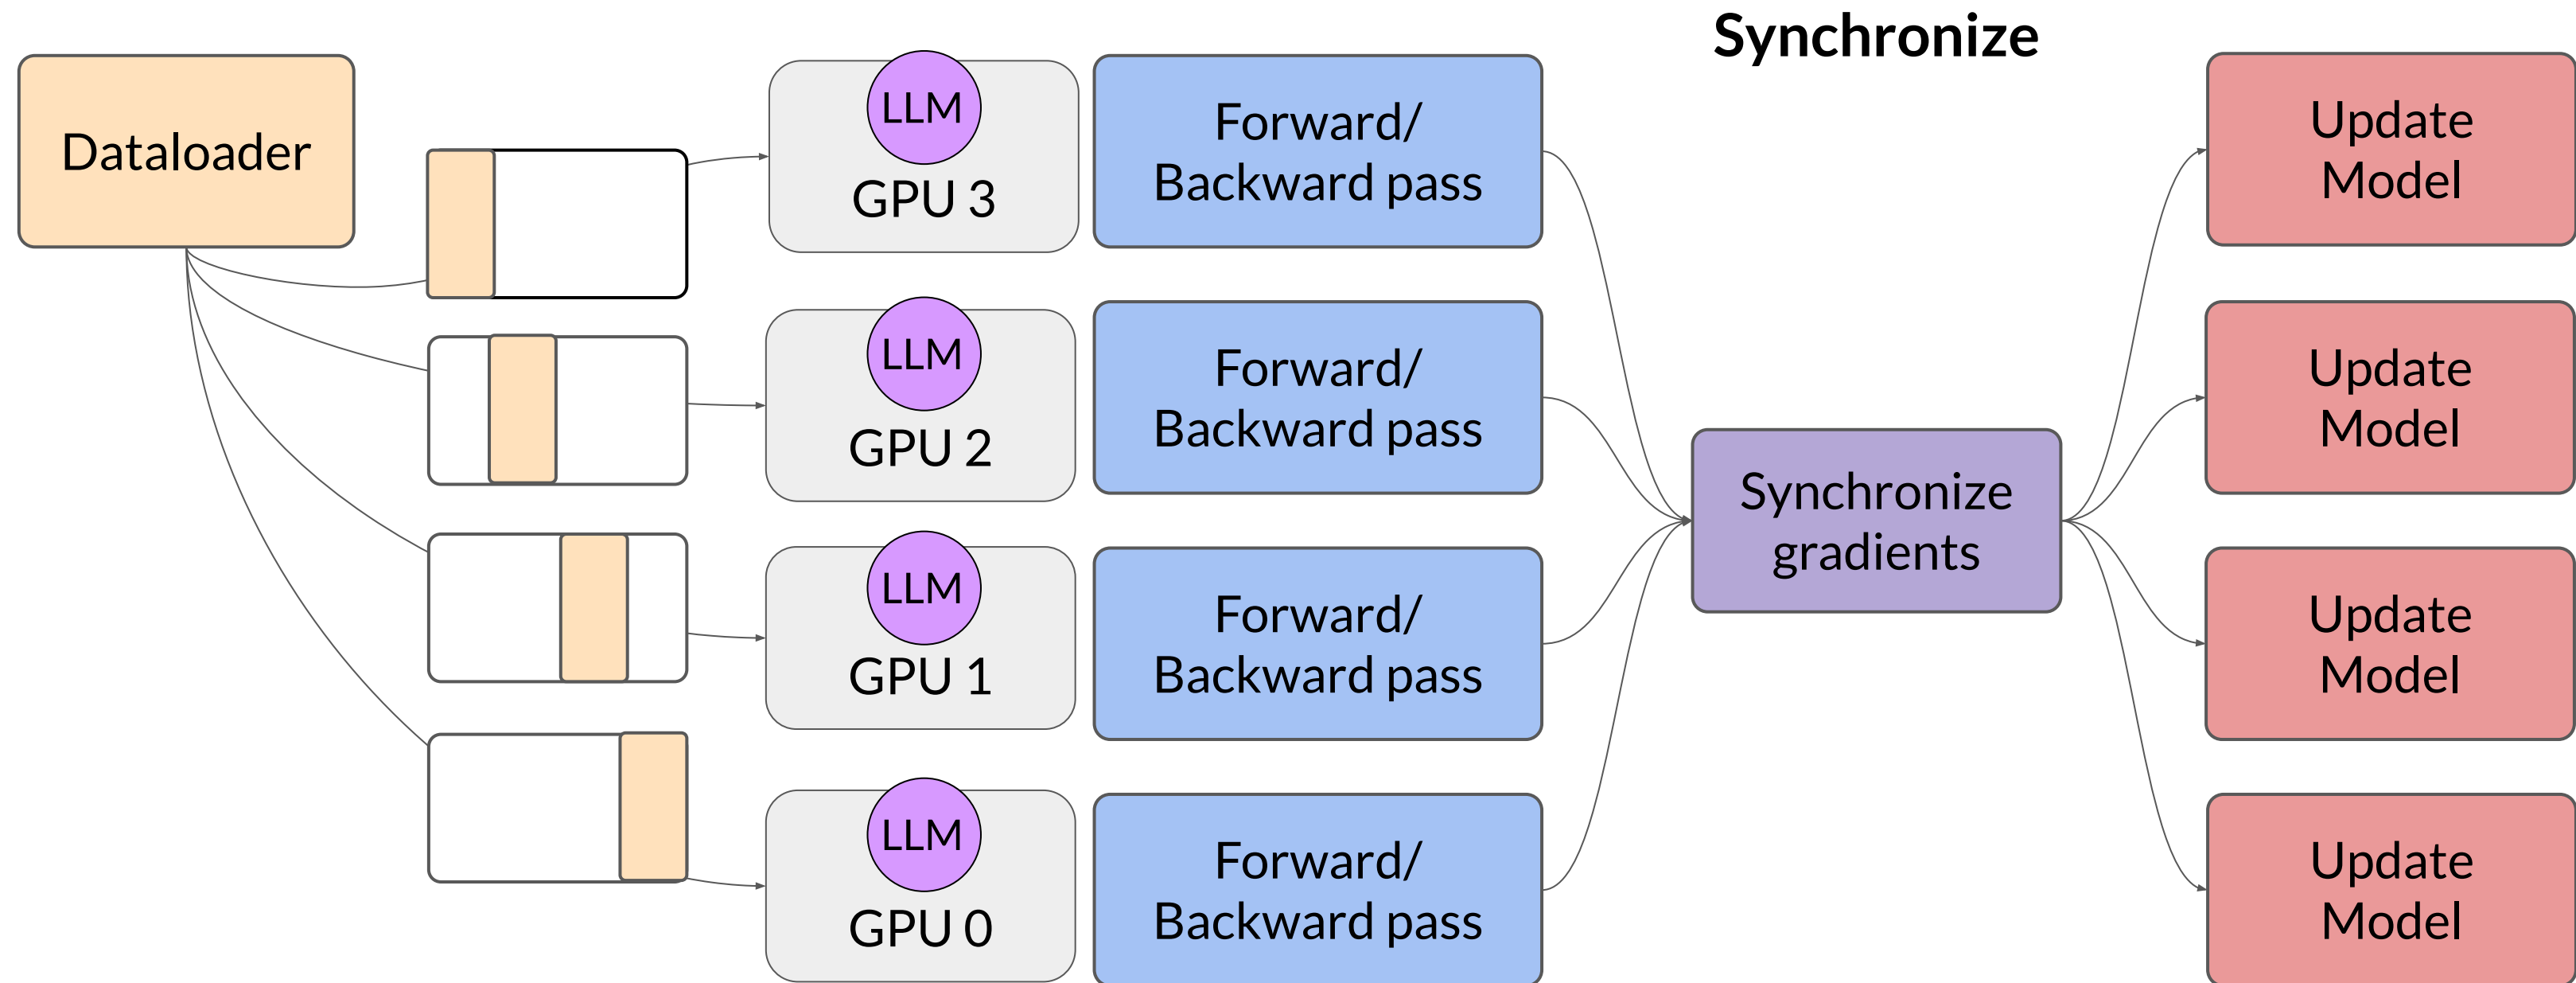 Synchronize
Dataloader
LLM
GPU 3
Forward/
Backward pass
Update
Model
LLM
GPU 2
Forward/
Backward pass
Update
Model
Synchronize
gradients
LLM
GPU 1
Forward/
Backward pass
Update
Model
LLM
GPU 0
Forward/
Backward pass
Update
Model